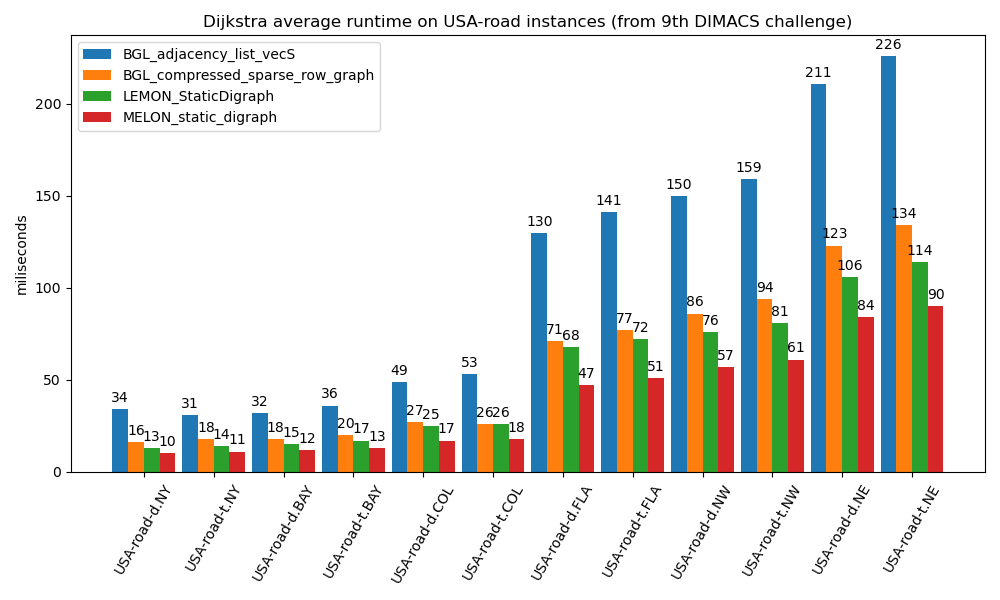 Dijkstra average runtime on USA-road instances (from 9th DIMACS challenge)
BGL_adjacency_list_vecS
BGL_compressed_sparse_row_graph
LEMON_StaticDigraph
MELON_static_digraph
miliseconds
200
150
100
50
0
34 16 13 10
31 18 14 11
32 18 15 12
36 20 17 13
49 27 25 17
53 26 26 18
130 71 68 47
141 77 72 51
150 86 76 57
159 94 81 61
211 123 106 84
226 134 114 90
USA-road-d.NY
USA-road-t.NY
USA-road-d.BAY
USA-road-t.BAY
USA-road-d.COL
USA-road-t.COL
USA-road-d.FLA
USA-road-t.FLA
USA-road-d.NW
USA-road-t.NW
USA-road-d.NE
USA-road-t.NE